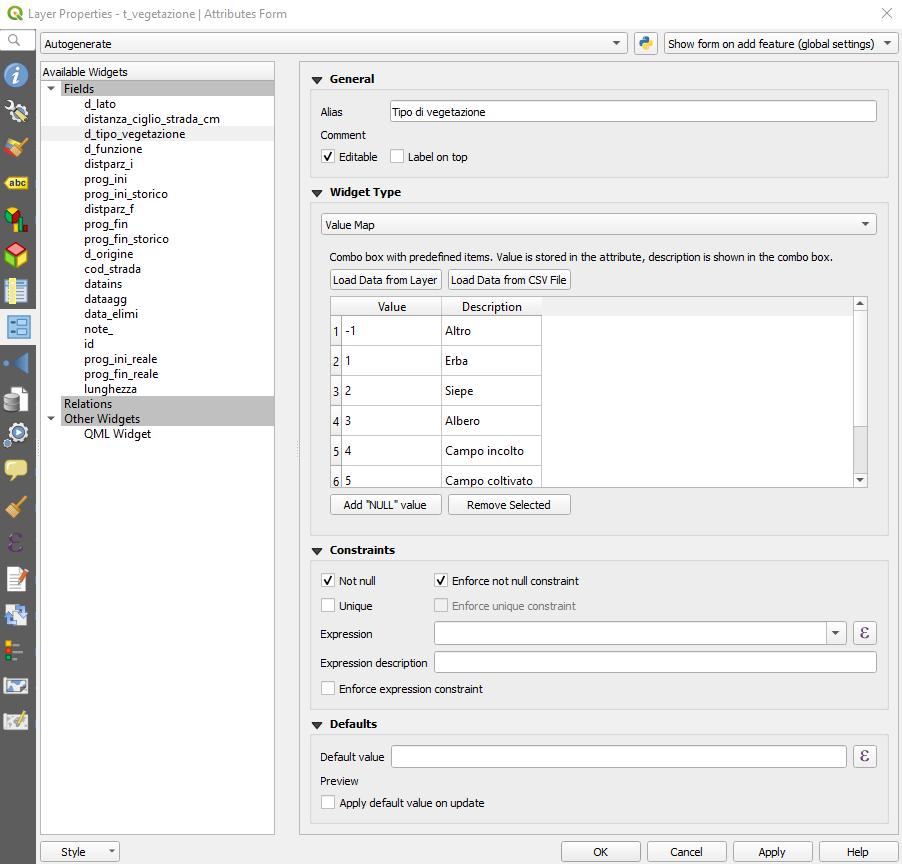 Layer Properties - t_vegetazione | Attributes Form
Autogenerate
Show form on add feature (global settings)
Available Widgets
Fields
d_lato
distanza_ciglio_strada_cm
d_tipo_vegetazione
d_funzione
distparz_i
prog_ini
prog_ini_storico
distparz_f
prog_fin
prog_fin_storico
d_origine
cod_strada
datains
dataagg
data_elimi
note_
id
prog_ini_reale
prog_fin_reale
lunghezza
Relations
Other Widgets
QML Widget
abc
General
Alias
Tipo di vegetazione
Comment
Editable
Label on top
Widget Type
Value Map
Combo box with predefined items. Value is stored in the attribute, description is shown in the combo box.
Load Data from Layer
Load Data from CSV File
Value Description
1 -1 Altro
2 1 Erba
3 2 Siepe
4 3 Albero
5 4 Campo incolto
6 5 Campo coltivato
Add "NULL" value
Remove Selected
Constraints
Not null
Enforce not null constraint
Unique
Enforce unique constraint
Expression
ε
Expression description
Enforce expression constraint
Defaults
Default value
ε
Preview
Apply default value on update
Style
OK
Cancel
Apply
Help